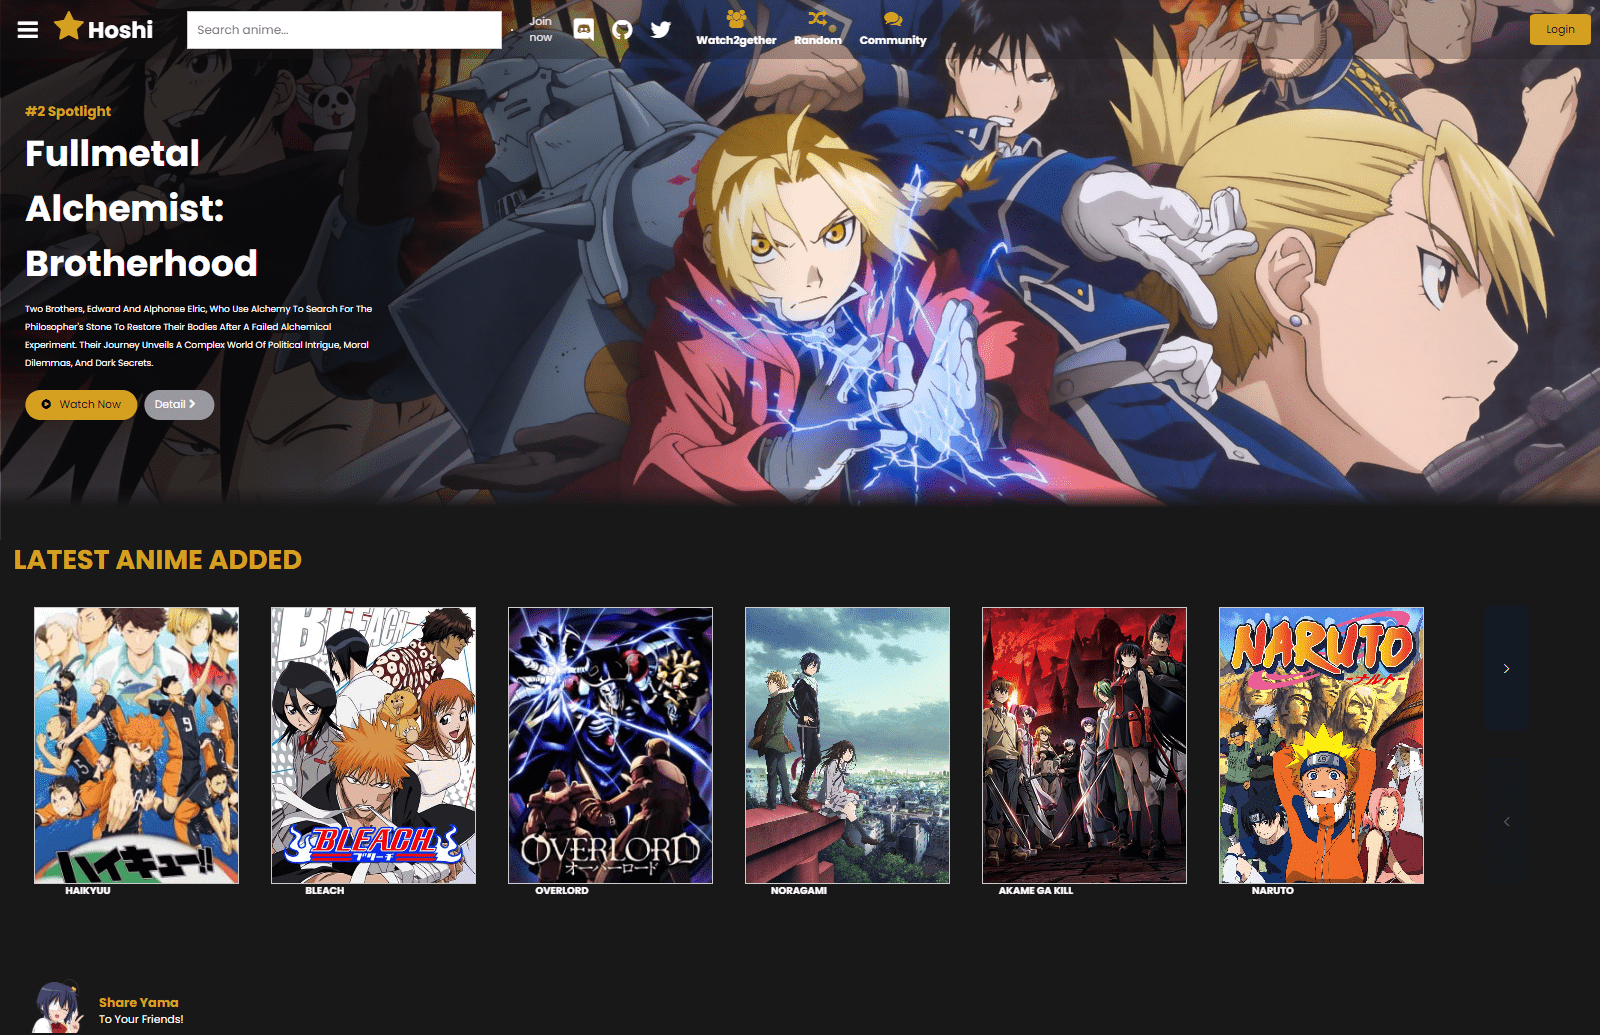 Hoshi
Search anime...
Join
now
Watch2gether
Random
Community
Login
#2 Spotlight
Fullmetal
Alchemist:
Brotherhood
Two Brothers, Edward And Alphonse Elric, Who Use Alchemy To Search For The
Philosopher's Stone To Restore Their Bodies After A Failed Alchemical
Experiment. Their Journey Unveils A Complex World Of Political Intrigue, Moral
Dilemmas, And Dark Secrets.
Watch Now
Detail
LATEST ANIME ADDED
ハイキュー!!
HAIKYUU
BLEACH
9
BLEACH
ブリーチ
BLEACH
OVERLORD
オーバーロード
OVERLORD
NORAGAMI
AKAME GA KILL
NARUTO
-ナルト-
NARUTO
Share Yama
To Your Friends!